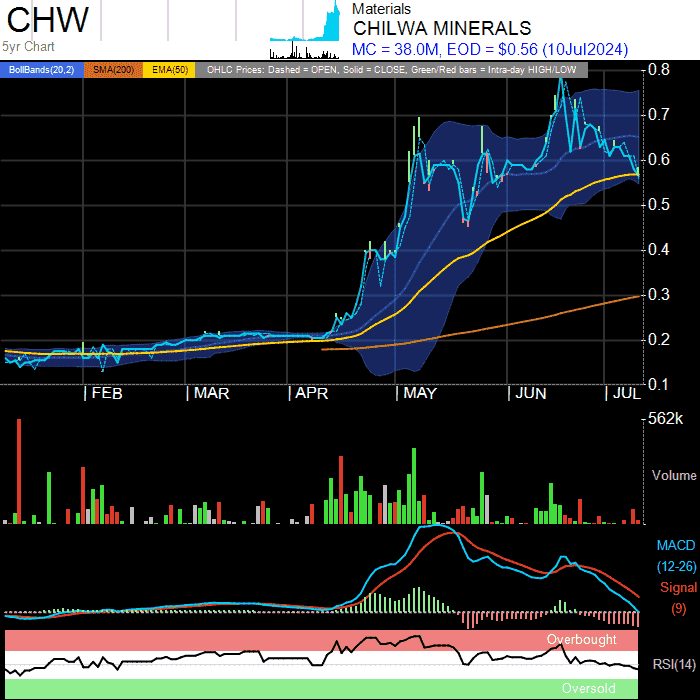 CHW
Materials
CHILWA MINERALS
5yr Chart
MC = 38.0M, EOD = $0.56 (10Jul2024)
BollBands(20,2) SMA(200) EMA(50) OHLC Prices: Dashed = OPEN, Solid = CLOSE, Green/Red bars = Intra-day HIGH/LOW
0.8
0.7
0.6
0.5
0.4
0.3
0.2
0.1
FEB MAR APR MAY JUN JUL
562k
Volume
MACD
(12-26)
Signal
(9)
Overbought
RSI(14)
Oversold